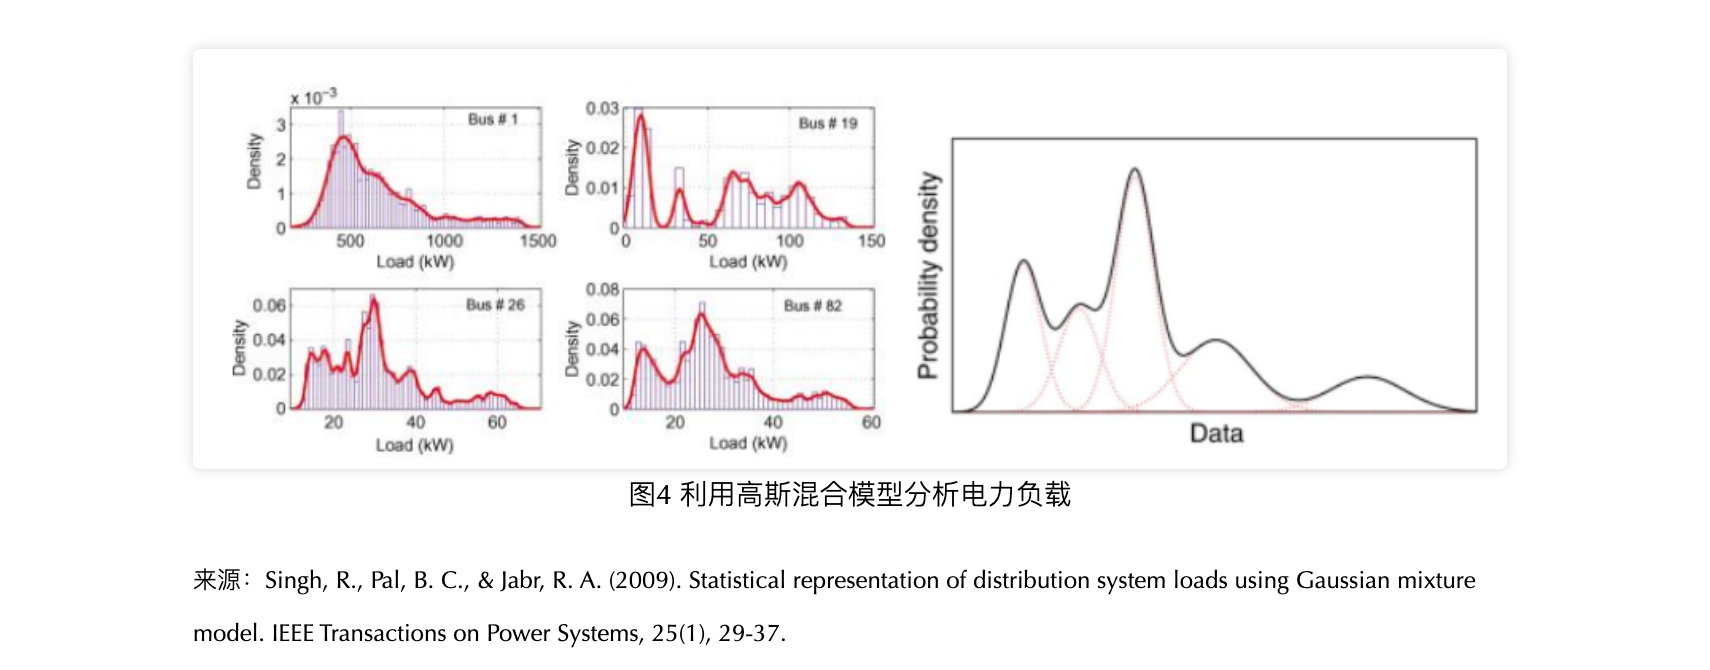 x 10⁻³
3
2
1
0
Density
Bus # 1
500 1000 1500
Load (kW)
0.03
0.02
0.01
0
Density
Bus # 19
0 50 100 150
Load (kW)
0.06
0.04
0.02
0
Density
Bus # 26
20 40 60
Load (kW)
0.08
0.06
0.04
0.02
0
Density
Bus # 82
20 40 60
Load (kW)
Probability density
Data
图4 利用高斯混合模型分析电力负载
来源：Singh, R., Pal, B. C., & Jabr, R. A. (2009). Statistical representation of distribution system loads using Gaussian mixture
model. IEEE Transactions on Power Systems, 25(1), 29-37.